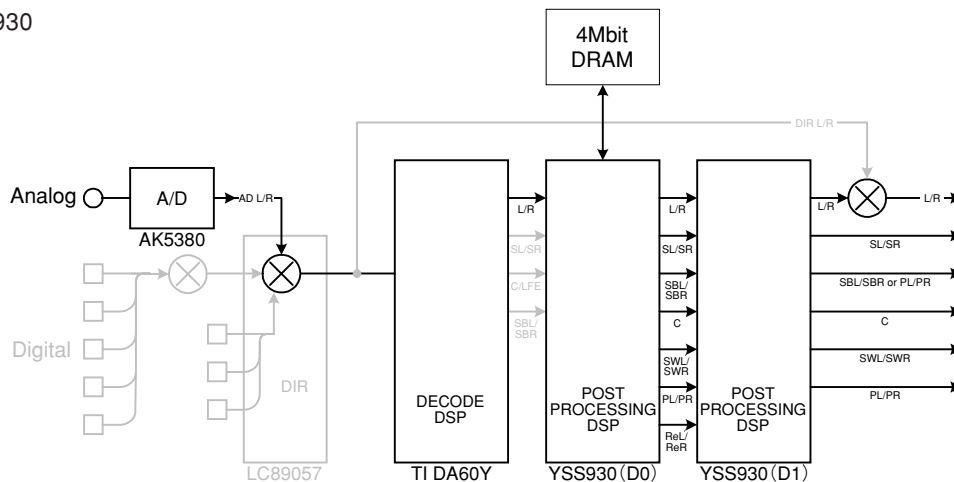 930
4Mbit
DRAM
DIR L/R
Analog
A/D
AD L/R
AK5380
L/R
L/R
L/R
L/R
SL/SR
SL/SR
SL/SR
C/LFE
SBL/
SBR
SBL/SBR or PL/PR
SBL/
SBR
C
C
Digital
SWL/
SWR
SWL/SWR
DIR
DECODE
DSP
POST
PROCESSING
DSP
PL/PR
POST
PROCESSING
DSP
PL/PR
ReL/
ReR
LC89057
TI DA60Y
YSS930 (D0)
YSS930 (D1)